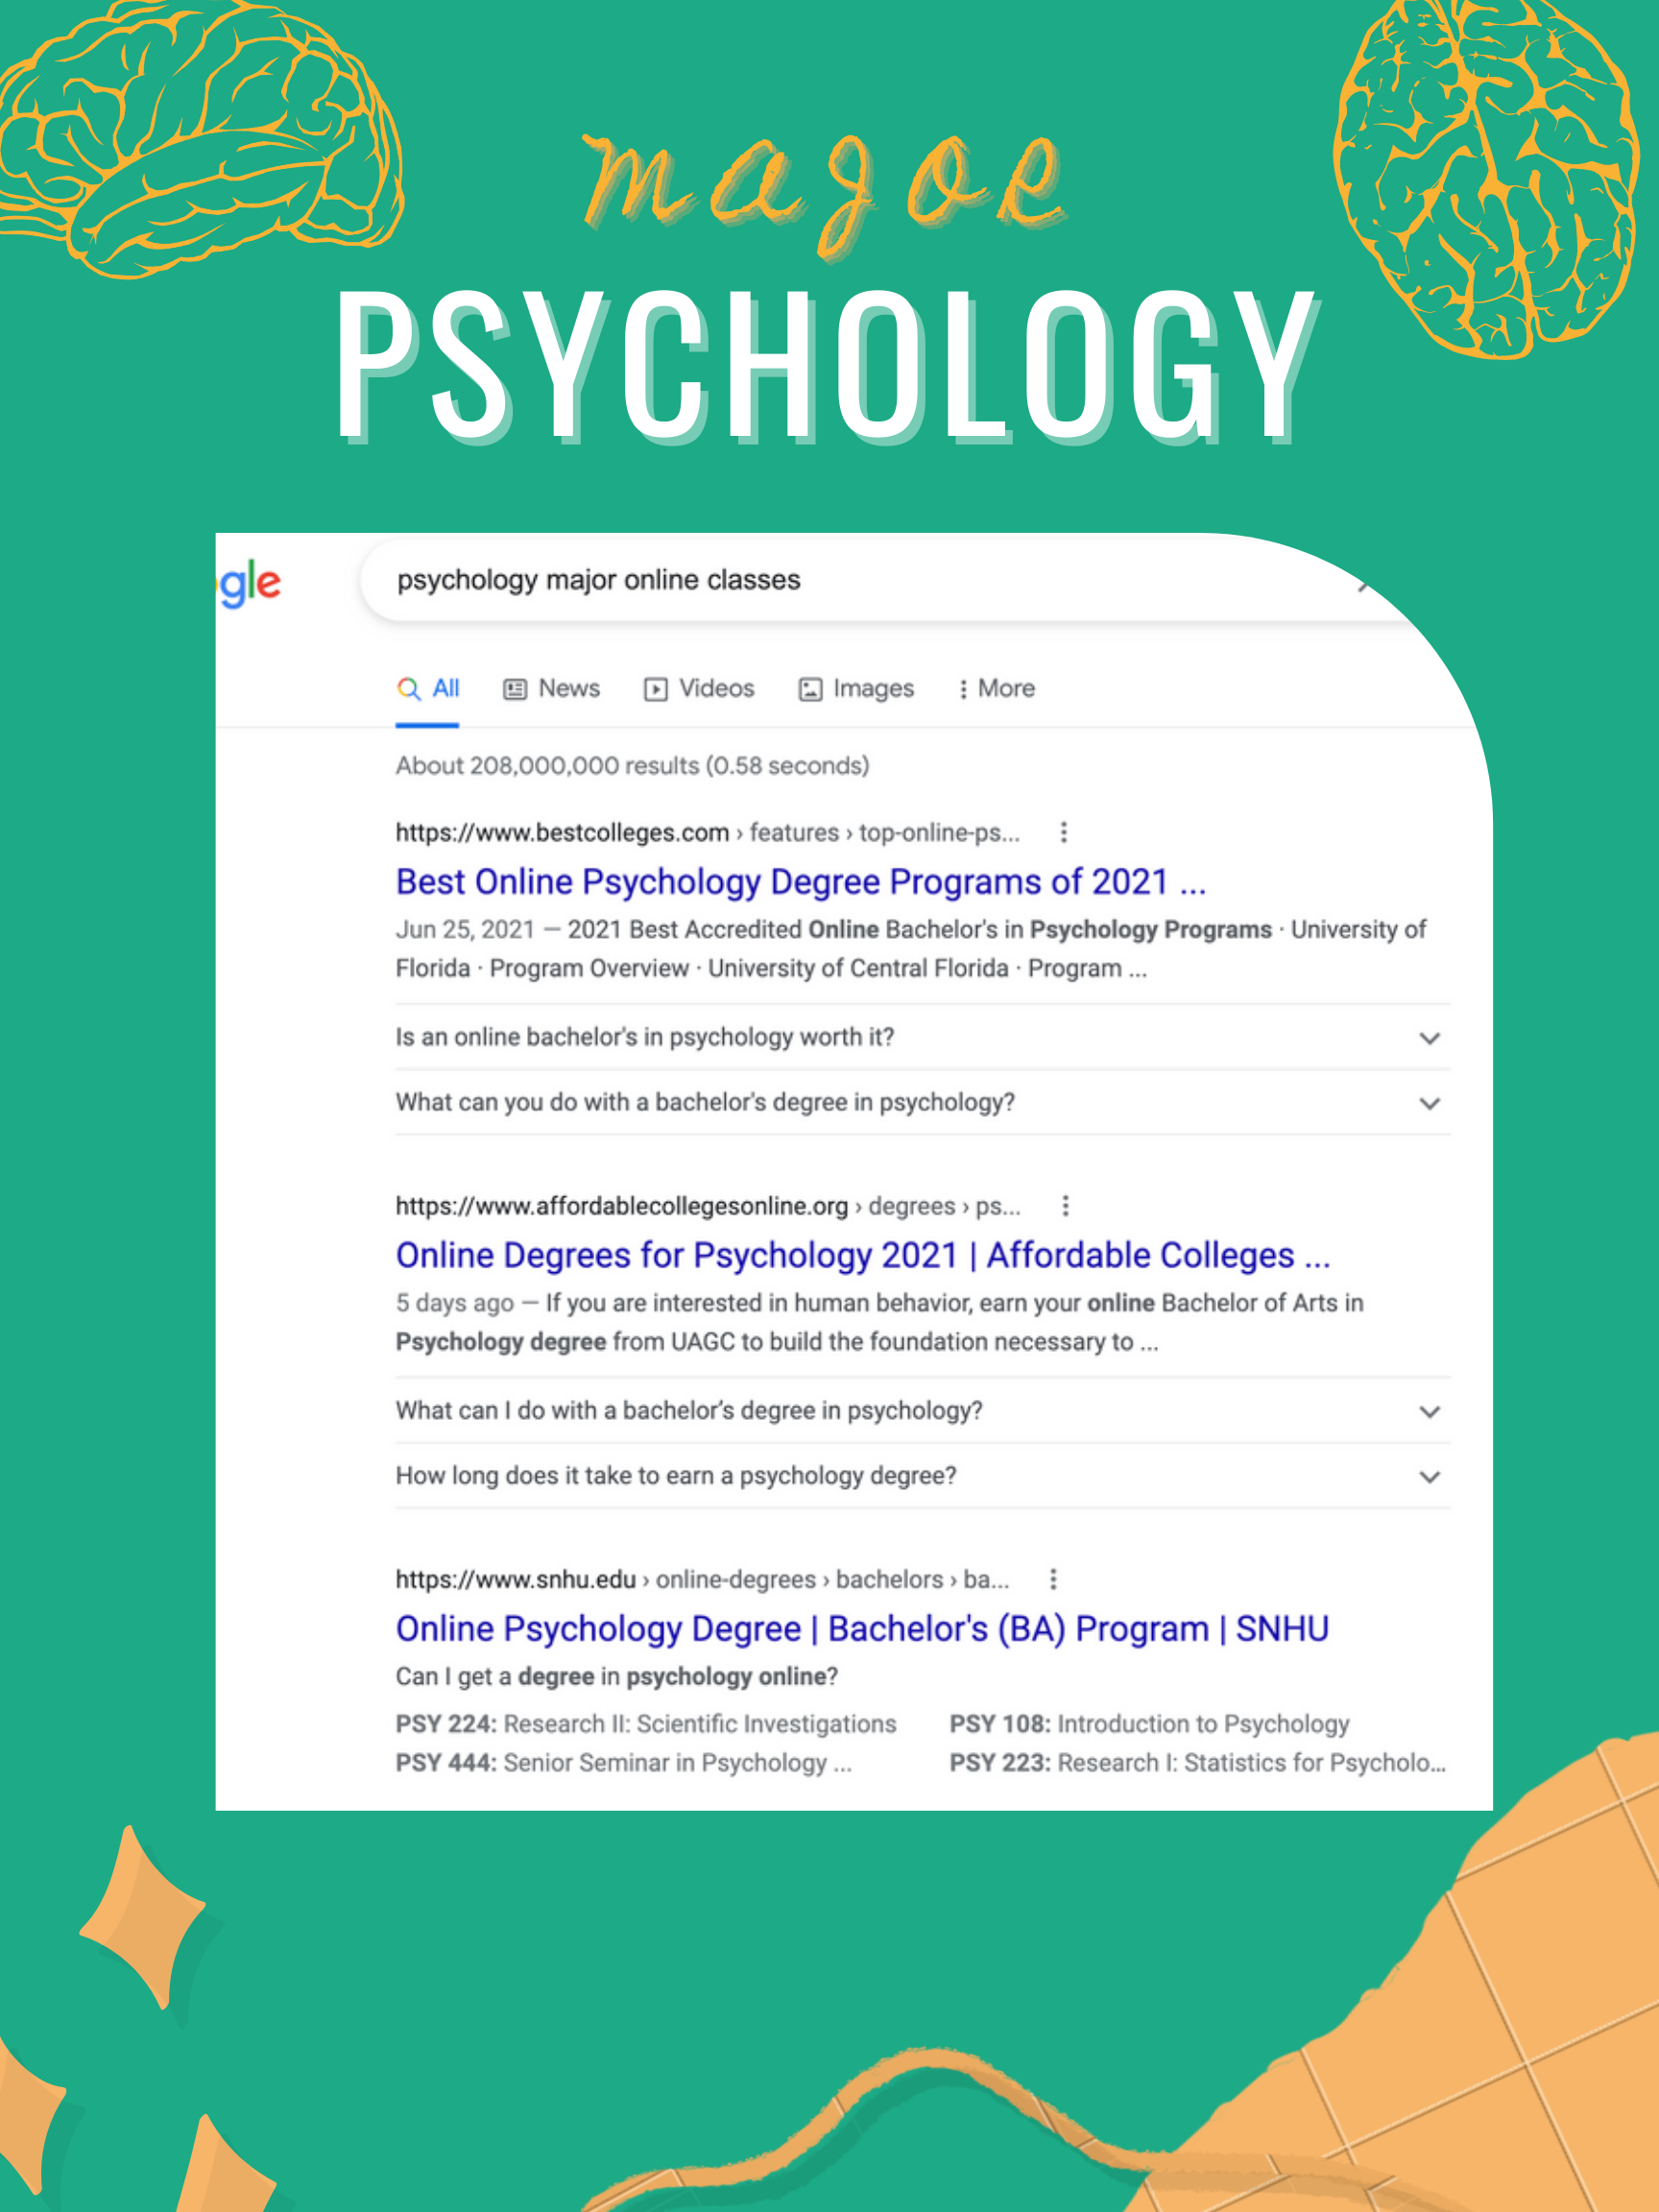 major
PSYCHOLOGY
gle
psychology major online classes
All News Videos Images More
About 208,000,000 results (0.58 seconds)
https://www.bestcolleges.com › features › top-online-ps...
Best Online Psychology Degree Programs of 2021 ...
Jun 25, 2021 — 2021 Best Accredited Online Bachelor's in Psychology Programs · University of
Florida · Program Overview · University of Central Florida · Program ...
Is an online bachelor's in psychology worth it?
What can you do with a bachelor's degree in psychology?
https://www.affordablecollegesonline.org › degrees › ps...
Online Degrees for Psychology 2021 | Affordable Colleges ...
5 days ago — If you are interested in human behavior, earn your online Bachelor of Arts in
Psychology degree from UAGC to build the foundation necessary to ...
What can I do with a bachelor's degree in psychology?
How long does it take to earn a psychology degree?
https://www.snhu.edu › online-degrees › bachelors › ba...
Online Psychology Degree | Bachelor's (BA) Program | SNHU
Can I get a degree in psychology online?
PSY 224: Research II: Scientific Investigations PSY 108: Introduction to Psychology
PSY 444: Senior Seminar in Psychology ... PSY 223: Research I: Statistics for Psycholo...